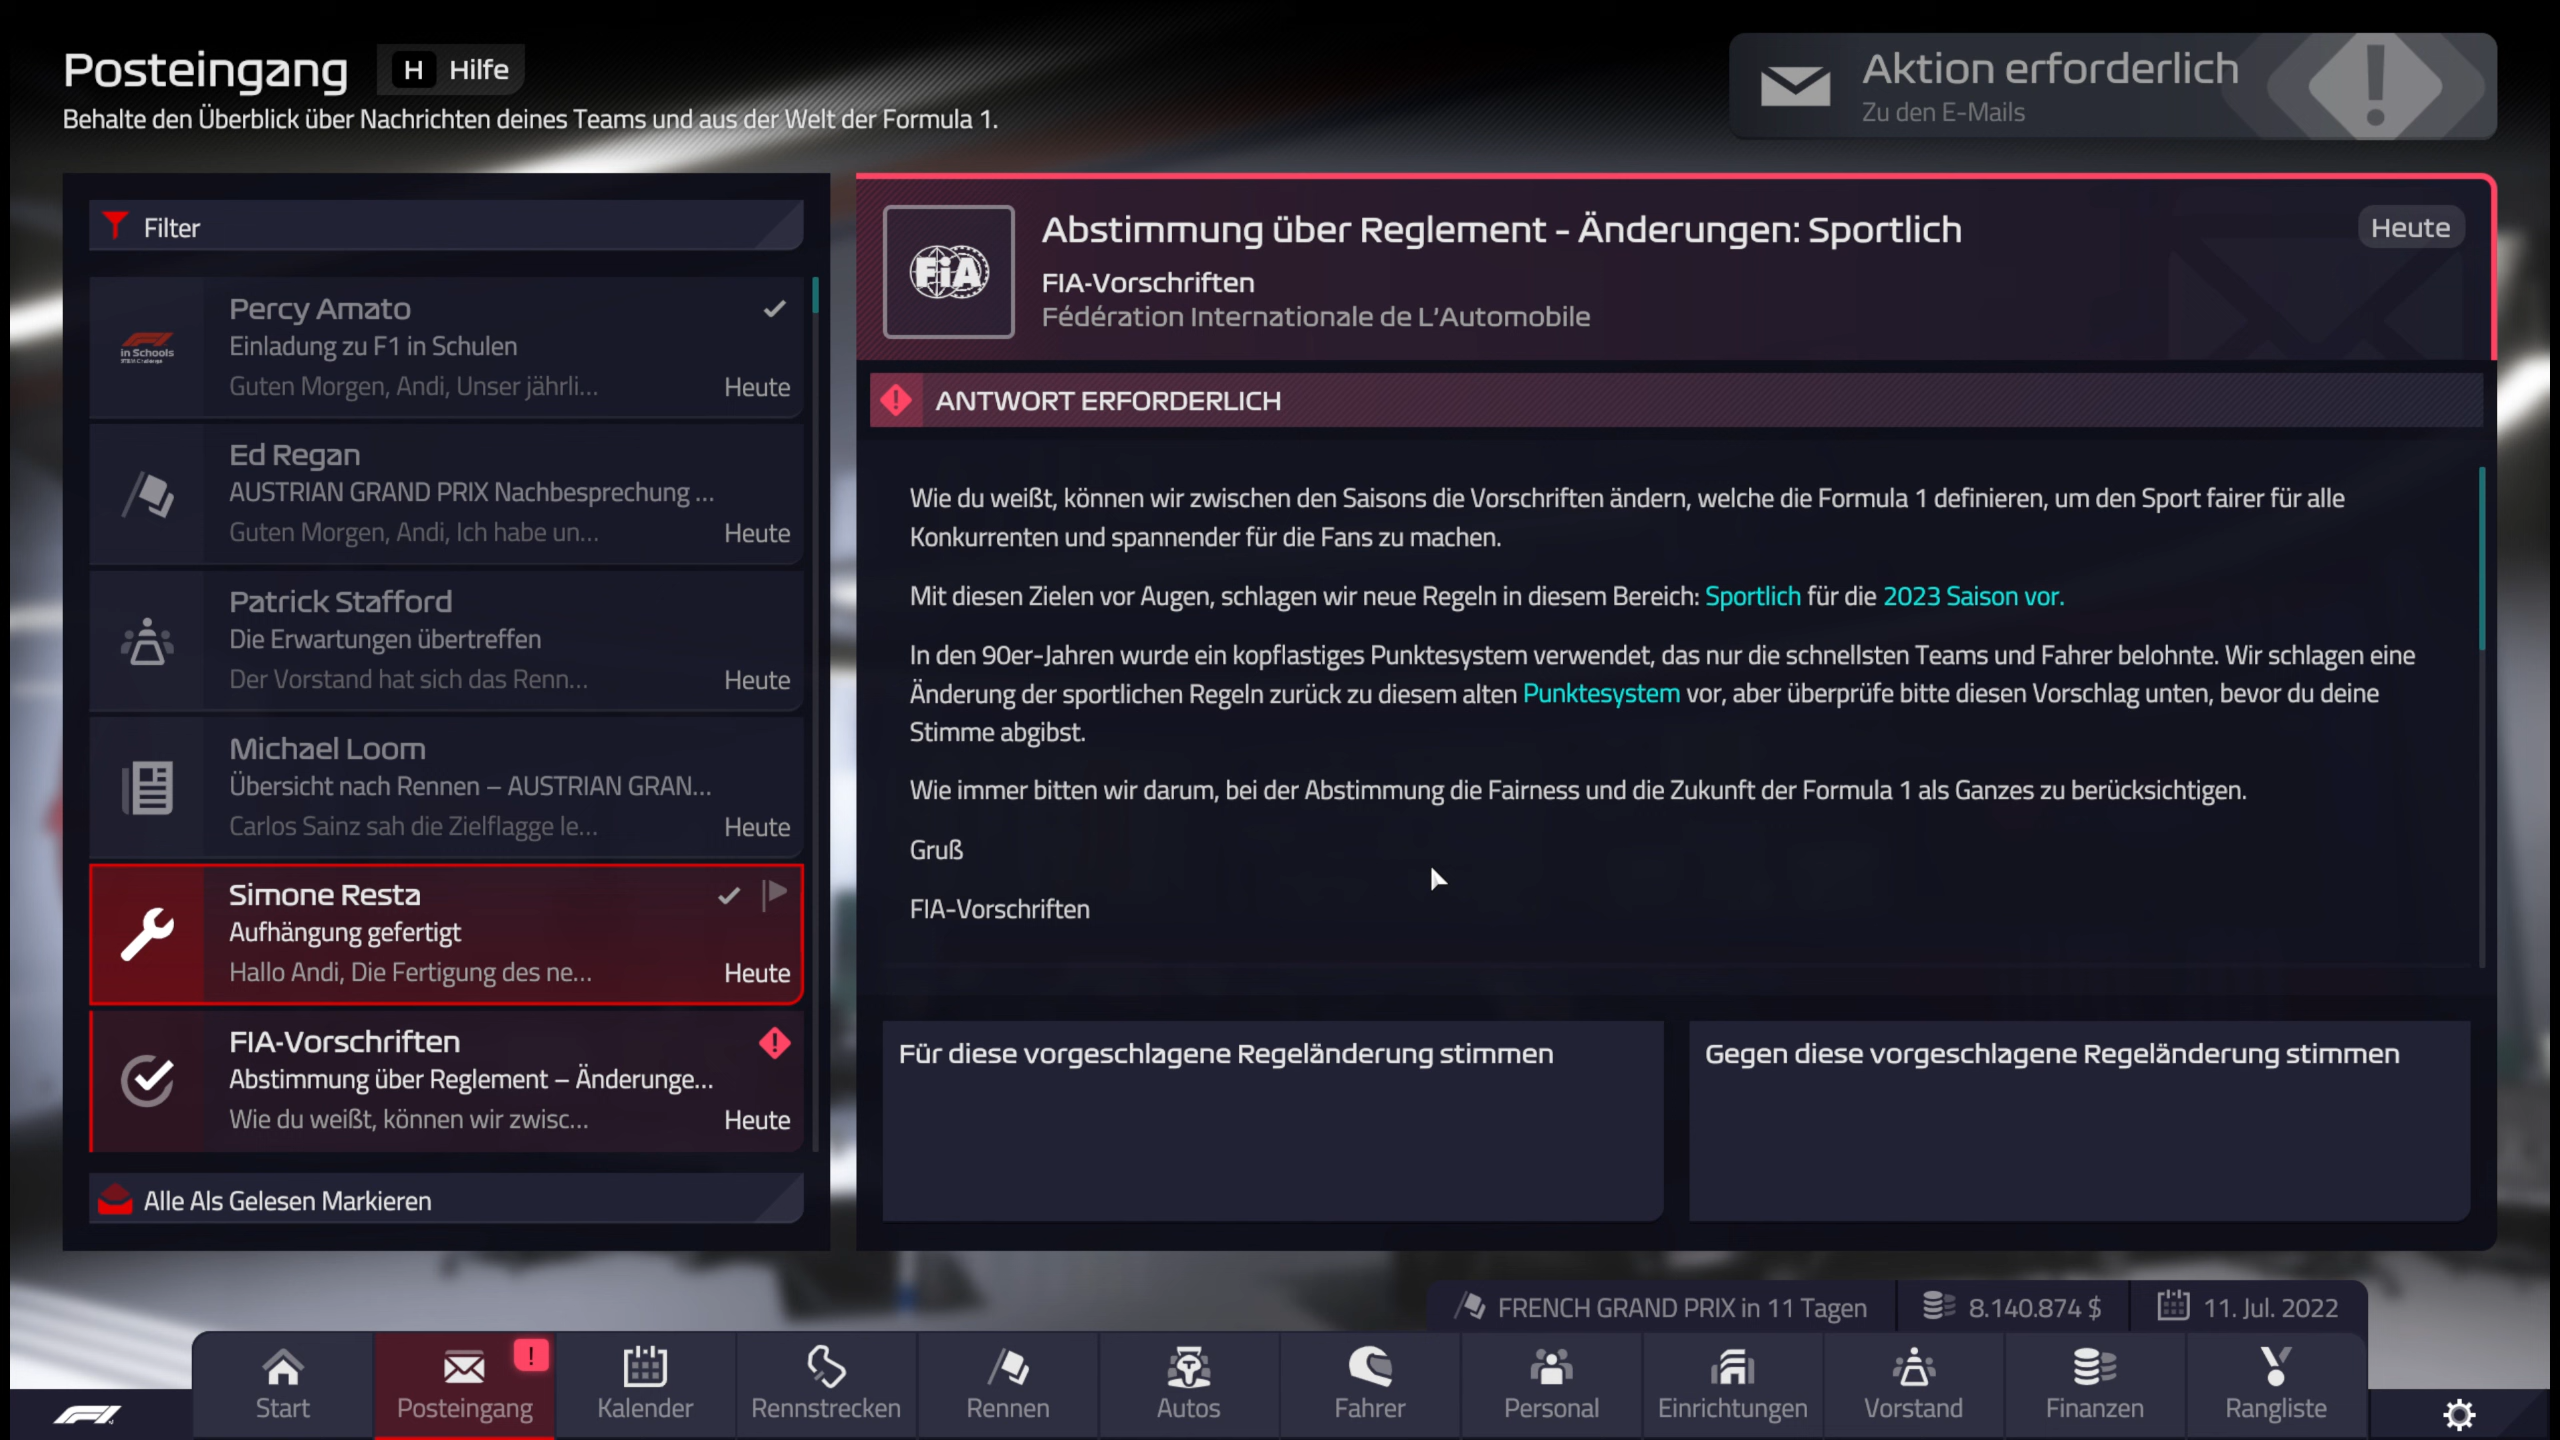 Posteingang
H Hilfe
Behalte den Überblick über Nachrichten deines Teams und aus der Welt der Formula 1.
Aktion erforderlich
Zu den E-Mails
Filter
in Schools
Percy Amato
Einladung zu F1 in Schulen
Guten Morgen, Andi, Unser jährli...
Heute
Ed Regan
AUSTRIAN GRAND PRIX Nachbesprechung ...
Guten Morgen, Andi, Ich habe un...
Heute
Patrick Stafford
Die Erwartungen übertreffen
Der Vorstand hat sich das Renn...
Heute
Michael Loom
Übersicht nach Rennen – AUSTRIAN GRAN...
Carlos Sainz sah die Zielflagge le...
Heute
Simone Resta
Aufhängung gefertigt
Hallo Andi, Die Fertigung des ne...
Heute
FIA-Vorschriften
Abstimmung über Reglement – Änderunge...
Wie du weißt, können wir zwisc...
Heute
Alle Als Gelesen Markieren
FiA
Abstimmung über Reglement - Änderungen: Sportlich
Heute
FIA-Vorschriften
Fédération Internationale de L'Automobile
ANTWORT ERFORDERLICH
Wie du weißt, können wir zwischen den Saisons die Vorschriften ändern, welche die Formula 1 definieren, um den Sport fairer für alle
Konkurrenten und spannender für die Fans zu machen.
Mit diesen Zielen vor Augen, schlagen wir neue Regeln in diesem Bereich: Sportlich für die 2023 Saison vor.
In den 90er-Jahren wurde ein kopflastiges Punktesystem verwendet, das nur die schnellsten Teams und Fahrer belohnte. Wir schlagen eine
Änderung der sportlichen Regeln zurück zu diesem alten Punktesystem vor, aber überprüfe bitte diesen Vorschlag unten, bevor du deine
Stimme abgibst.
Wie immer bitten wir darum, bei der Abstimmung die Fairness und die Zukunft der Formula 1 als Ganzes zu berücksichtigen.
Gruß
FIA-Vorschriften
Für diese vorgeschlagene Regeländerung stimmen
Gegen diese vorgeschlagene Regeländerung stimmen
FRENCH GRAND PRIX in 11 Tagen
8.140.874 $
11. Jul. 2022
Start
Posteingang
Kalender
Rennstrecken
Rennen
Autos
Fahrer
Personal
Einrichtungen
Vorstand
Finanzen
Rangliste